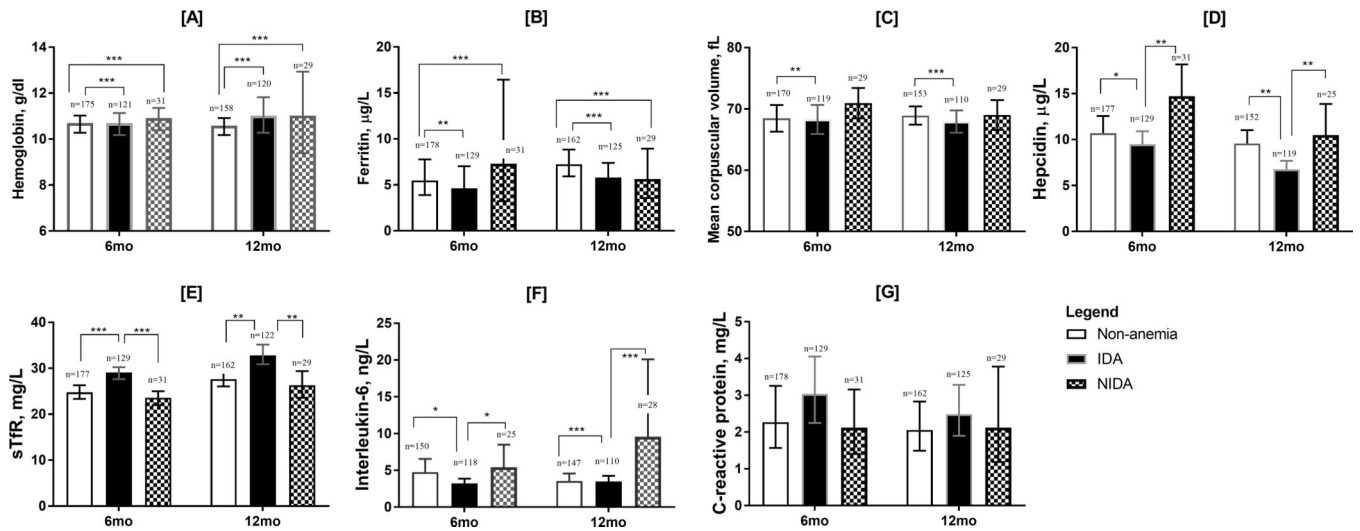 [A]
Hemoglobin, g/dl
14
12
10
8
6
***
***
***
***
n=175
n=121
n=31
n=158
n=120
n=29
6mo
12mo
[B]
Ferritin, µg/L
20
15
10
5
0
***
**
***
***
n=178
n=129
n=31
n=162
n=125
n=29
6mo
12mo
[C]
Mean corpuscular volume, fL
80
70
60
50
**
***
n=170
n=119
n=29
n=153
n=110
n=29
6mo
12mo
[D]
Hepcidin, µg/L
20
15
10
5
0
*
**
**
**
n=177
n=129
n=31
n=152
n=119
n=25
6mo
12mo
[E]
sTfR, mg/L
40
30
20
10
0
***
***
**
**
n=177
n=129
n=31
n=162
n=122
n=29
6mo
12mo
[F]
Interleukin-6, ng/L
25
20
15
10
5
0
*
*
***
***
n=150
n=118
n=25
n=147
n=110
n=28
6mo
12mo
[G]
C-reactive protein, mg/L
5
4
3
2
1
0
n=178
n=129
n=31
n=162
n=125
n=29
6mo
12mo
Legend
Non-anemia
IDA
NIDA